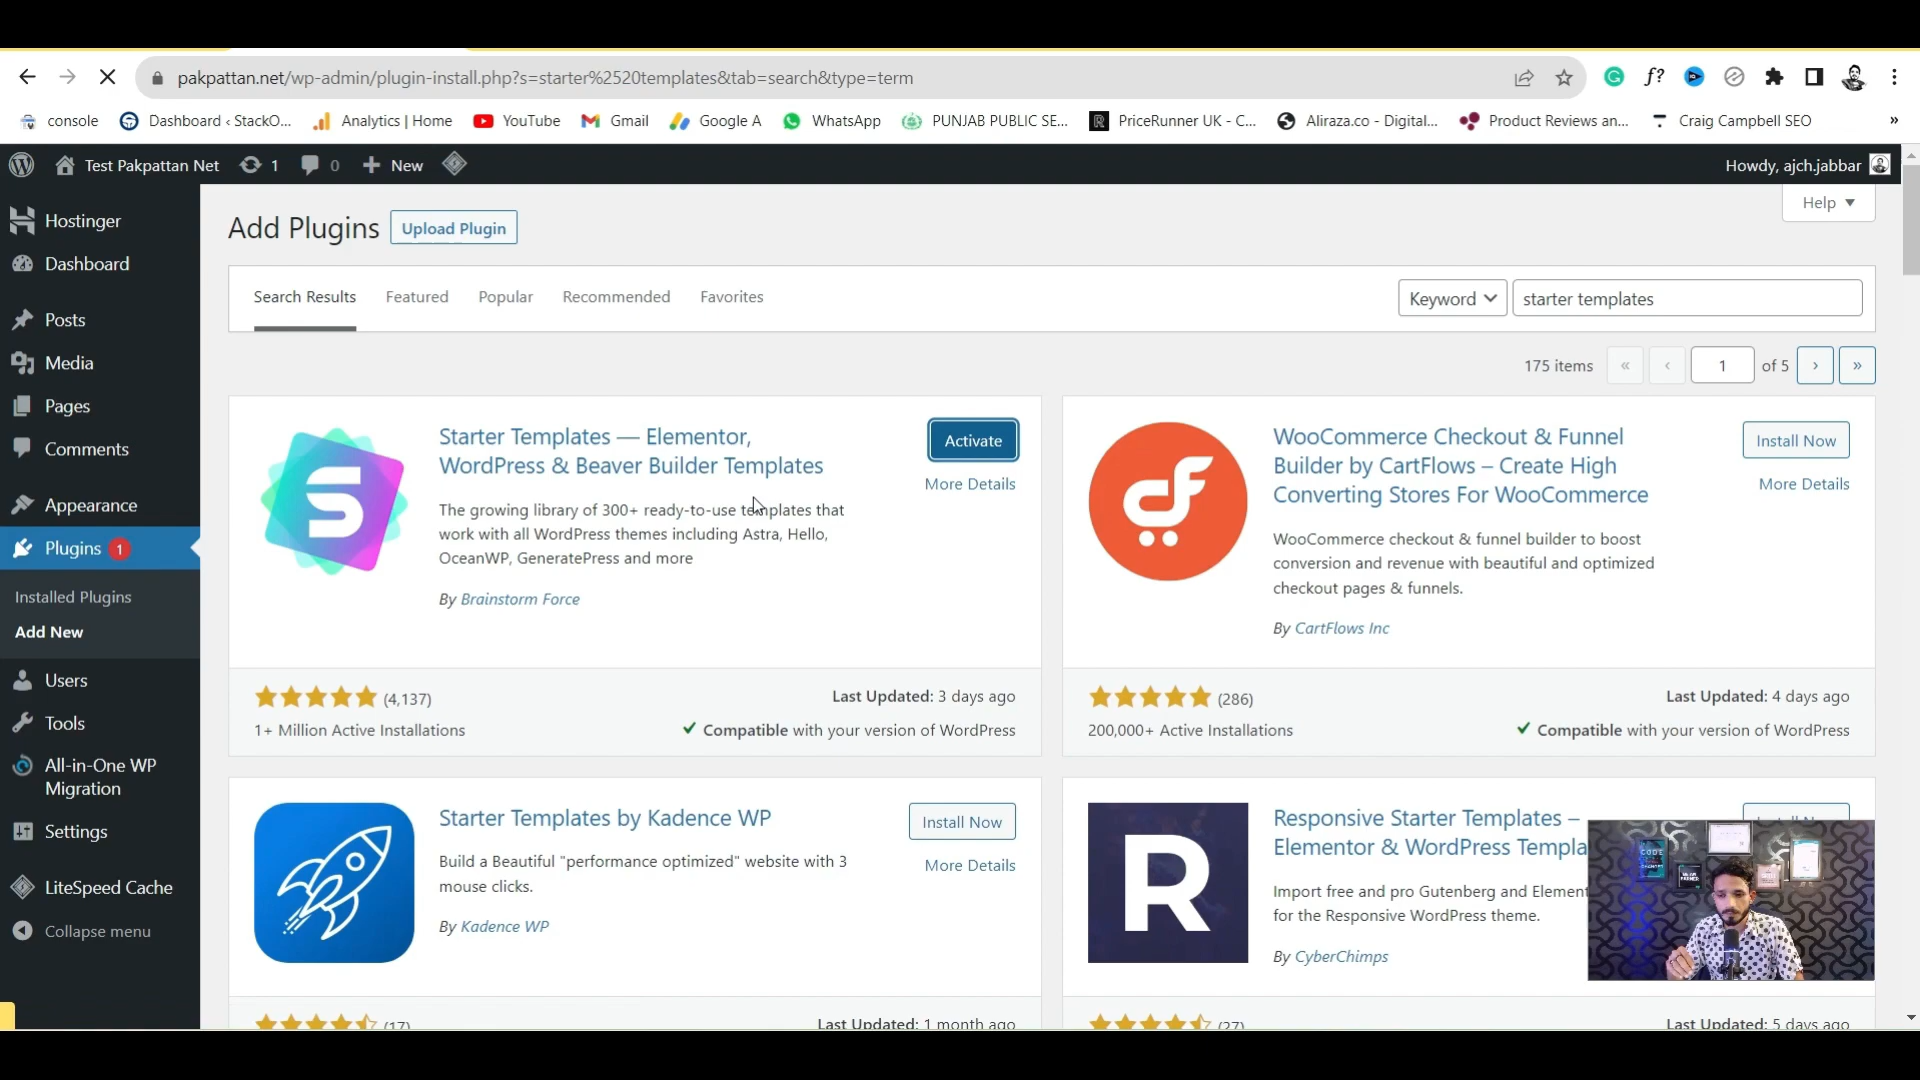 pakpattan.net/wp-admin/plugin-install.php?s=starter%2520templates&tab=search&type=term
console
Dashboard ‹ StackO...
Analytics | Home
YouTube
Gmail
Google A
WhatsApp
PUNJAB PUBLIC SE...
PriceRunner UK - C...
Aliraza.co - Digital...
Product Reviews an...
Craig Campbell SEO
»
Test Pakpattan Net
1
0
New
Howdy, ajch.jabbar
Hostinger
Dashboard
Posts
Media
Pages
Comments
Appearance
Plugins 1
Installed Plugins
Add New
Users
Tools
All-in-One WP
Migration
Settings
LiteSpeed Cache
Collapse menu
Help
Add Plugins
Upload Plugin
Search Results
Featured
Popular
Recommended
Favorites
Keyword
starter templates
175 items
«
‹
1
of 5
›
»
Starter Templates — Elementor,
WordPress & Beaver Builder Templates
Activate
More Details
The growing library of 300+ ready-to-use templates that
work with all WordPress themes including Astra, Hello,
OceanWP, GeneratePress and more
By Brainstorm Force
(4,137)
1+ Million Active Installations
Last Updated: 3 days ago
Compatible with your version of WordPress
WooCommerce Checkout & Funnel
Builder by CartFlows – Create High
Converting Stores For WooCommerce
Install Now
More Details
WooCommerce checkout & funnel builder to boost
conversion and revenue with beautiful and optimized
checkout pages & funnels.
By CartFlows Inc
(286)
200,000+ Active Installations
Last Updated: 4 days ago
Compatible with your version of WordPress
Starter Templates by Kadence WP
Install Now
More Details
Build a Beautiful "performance optimized" website with 3
mouse clicks.
By Kadence WP
(17)
Last Updated: 1 month ago
R
Responsive Starter Templates –
Elementor & WordPress Templa
Import free and pro Gutenberg and Element
for the Responsive WordPress theme.
By CyberChimps
(27)
Last Updated: 5 days ago